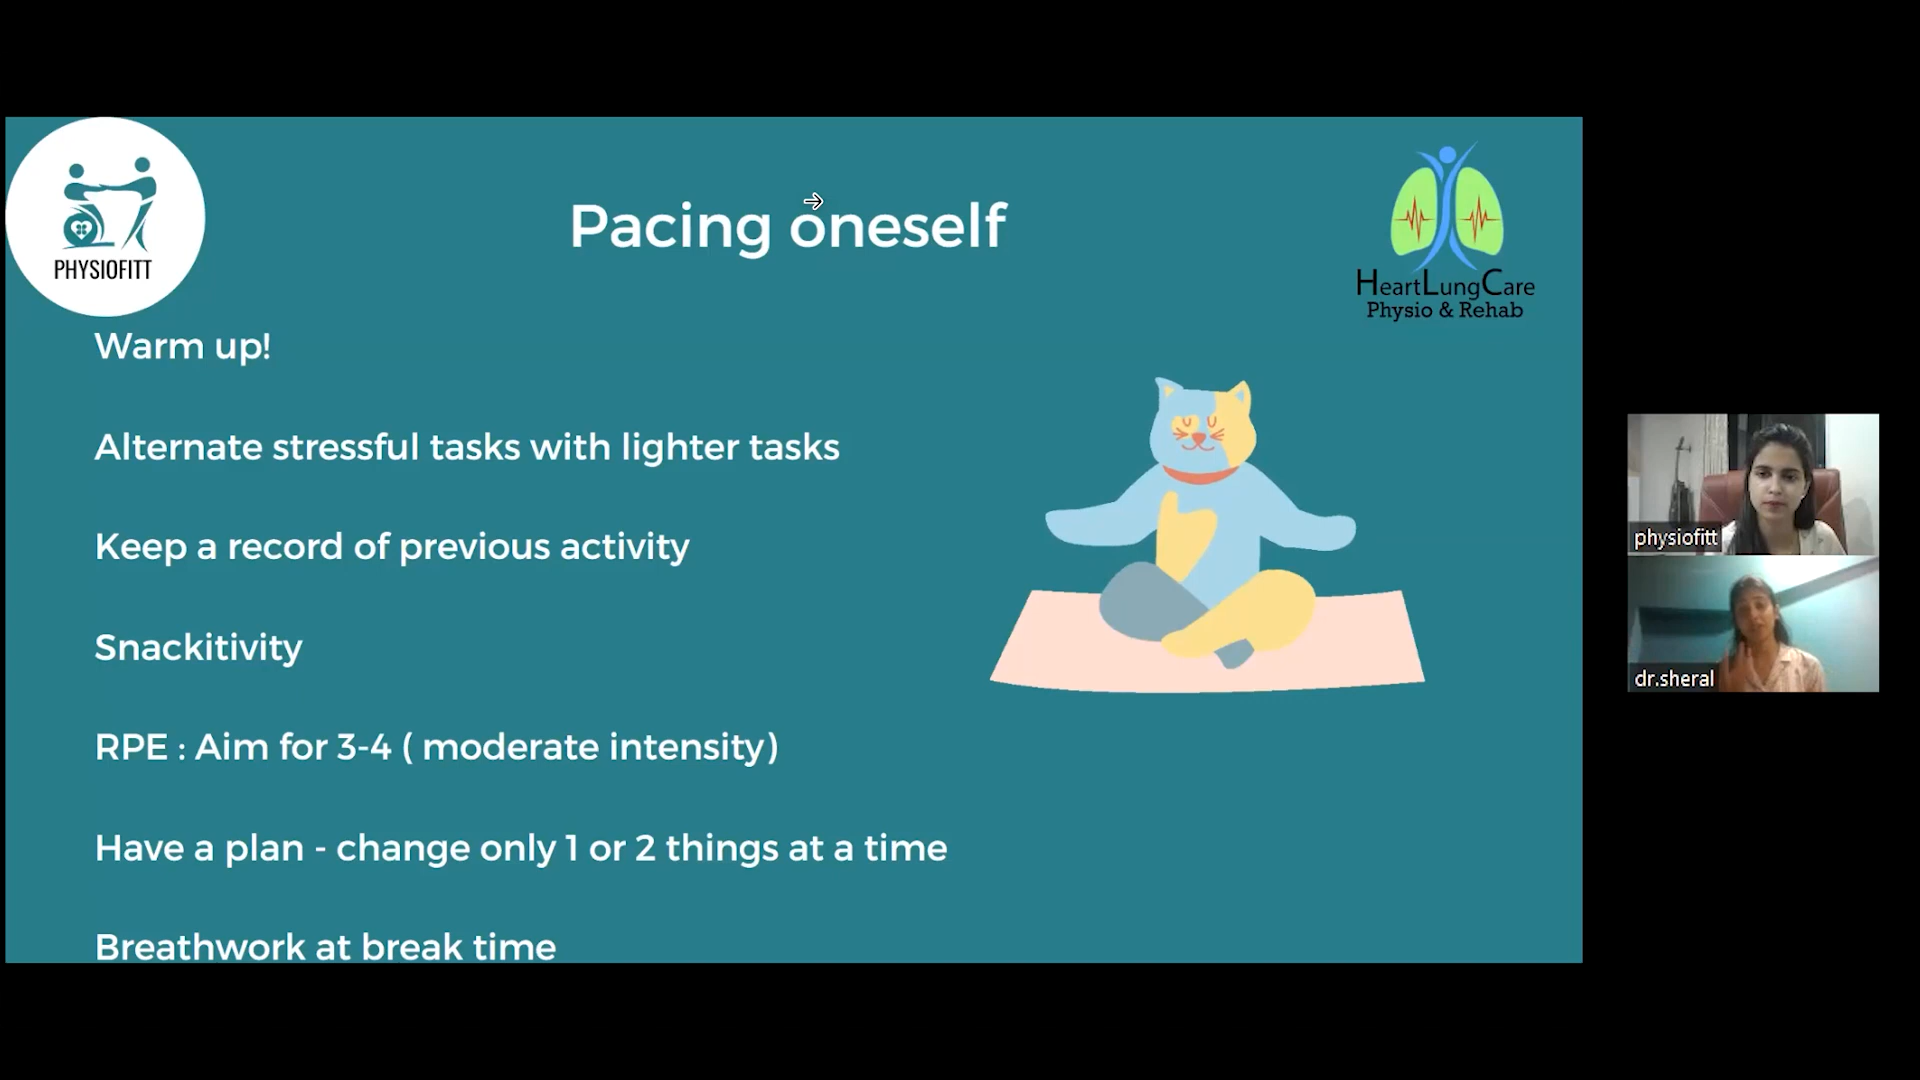 PHYSIOFITT
Pacing oneself
HeartLungCare
Physio & Rehab
Warm up!
Alternate stressful tasks with lighter tasks
Keep a record of previous activity
Snackitivity
RPE : Aim for 3-4 ( moderate intensity)
Have a plan - change only 1 or 2 things at a time
Breathwork at break time
physiofitt
dr.sheral